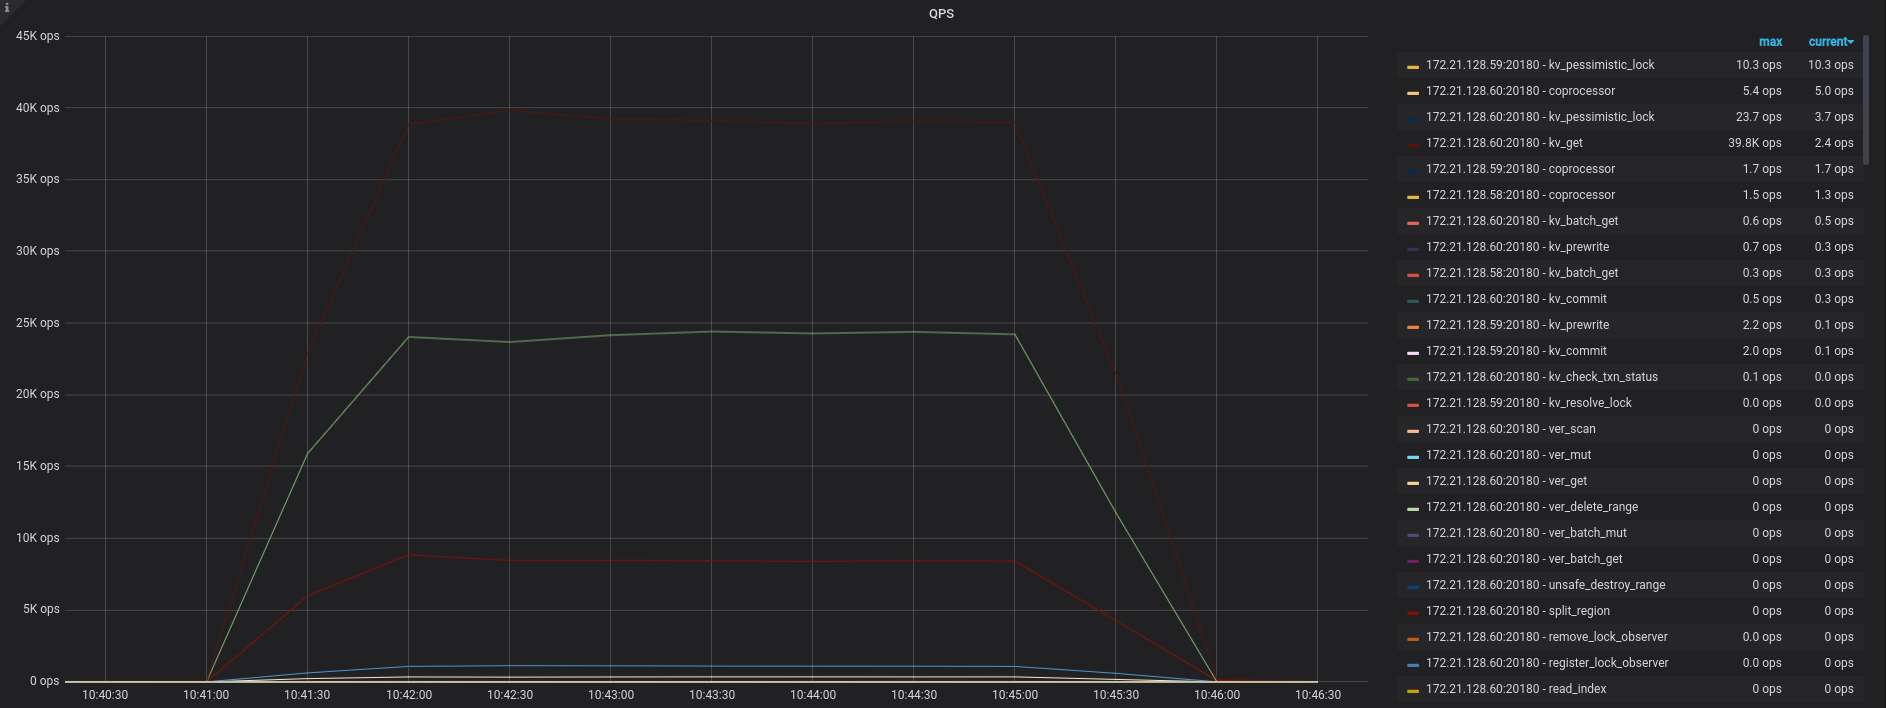 i
QPS
45K ops
40K ops
35K ops
30K ops
25K ops
20K ops
15K ops
10K ops
5K ops
0 ops
10:40:30 10:41:00 10:41:30 10:42:00 10:42:30 10:43:00 10:43:30 10:44:00 10:44:30 10:45:00 10:45:30 10:46:00 10:46:30
max current
172.21.128.59:20180 - kv_pessimistic_lock 10.3 ops 10.3 ops
172.21.128.60:20180 - coprocessor 5.4 ops 5.0 ops
172.21.128.60:20180 - kv_pessimistic_lock 23.7 ops 3.7 ops
172.21.128.60:20180 - kv_get 39.8K ops 2.4 ops
172.21.128.59:20180 - coprocessor 1.7 ops 1.7 ops
172.21.128.58:20180 - coprocessor 1.5 ops 1.3 ops
172.21.128.60:20180 - kv_batch_get 0.6 ops 0.5 ops
172.21.128.60:20180 - kv_prewrite 0.7 ops 0.3 ops
172.21.128.58:20180 - kv_batch_get 0.3 ops 0.3 ops
172.21.128.60:20180 - kv_commit 0.5 ops 0.3 ops
172.21.128.59:20180 - kv_prewrite 2.2 ops 0.1 ops
172.21.128.59:20180 - kv_commit 2.0 ops 0.1 ops
172.21.128.60:20180 - kv_check_txn_status 0.1 ops 0.0 ops
172.21.128.59:20180 - kv_resolve_lock 0.0 ops 0.0 ops
172.21.128.60:20180 - ver_scan 0 ops 0 ops
172.21.128.60:20180 - ver_mut 0 ops 0 ops
172.21.128.60:20180 - ver_get 0 ops 0 ops
172.21.128.60:20180 - ver_delete_range 0 ops 0 ops
172.21.128.60:20180 - ver_batch_mut 0 ops 0 ops
172.21.128.60:20180 - ver_batch_get 0 ops 0 ops
172.21.128.60:20180 - unsafe_destroy_range 0 ops 0 ops
172.21.128.60:20180 - split_region 0 ops 0 ops
172.21.128.60:20180 - remove_lock_observer 0.0 ops 0 ops
172.21.128.60:20180 - register_lock_observer 0.0 ops 0 ops
172.21.128.60:20180 - read_index 0 ops 0 ops